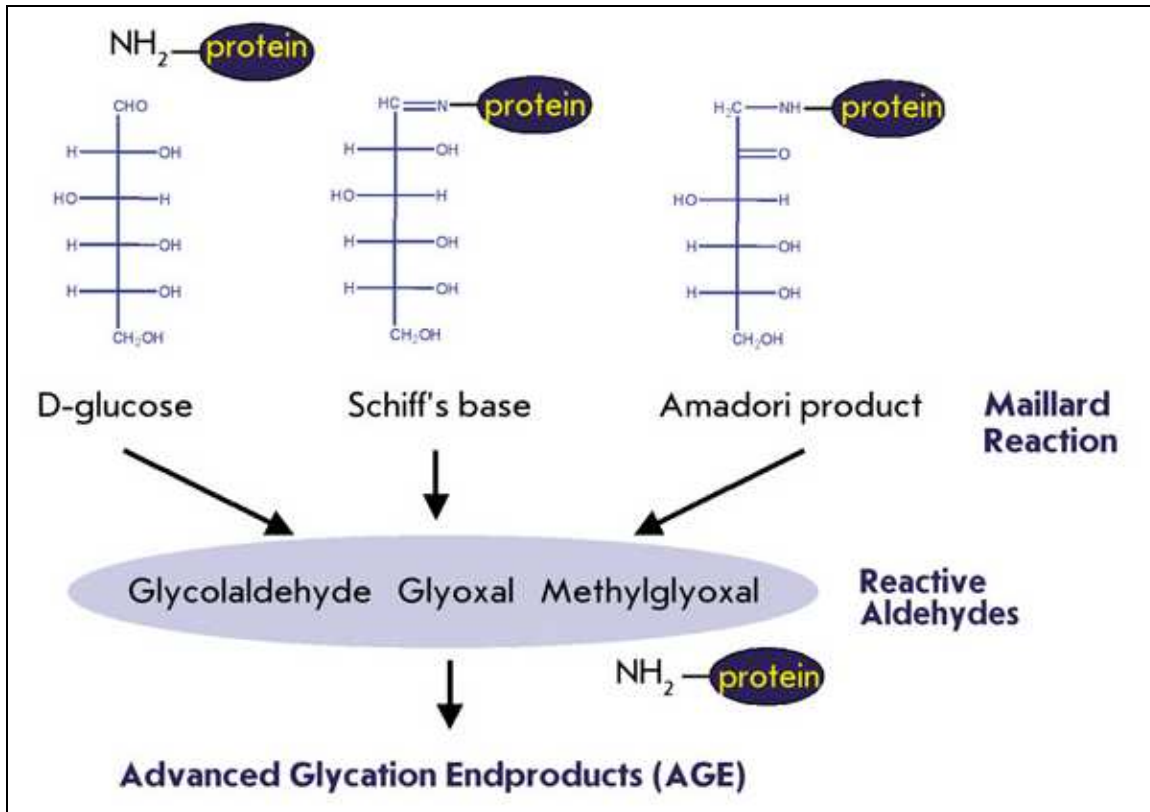 NH2 protein
CHO
H OH
HO H
H OH
H OH
CH2OH
HC N protein
H OH
HO H
H OH
H OH
CH2OH
H2C NH protein
O
HO H
H OH
H OH
CH2OH
D-glucose
Schiff's base
Amadori product
Maillard
Reaction
Glycolaldehyde Glyoxal Methylglyoxal
Reactive
Aldehydes
NH2 protein
Advanced Glycation Endproducts (AGE)